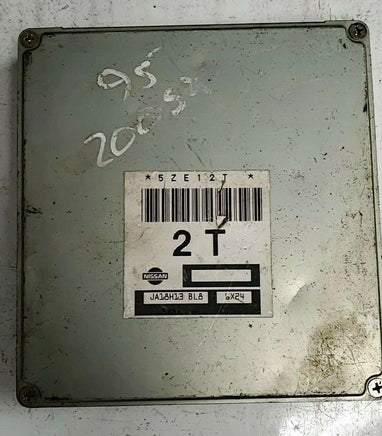 95
200SX
*5ZE12T*
2T
NISSAN
JA18H13 BL8 6X24